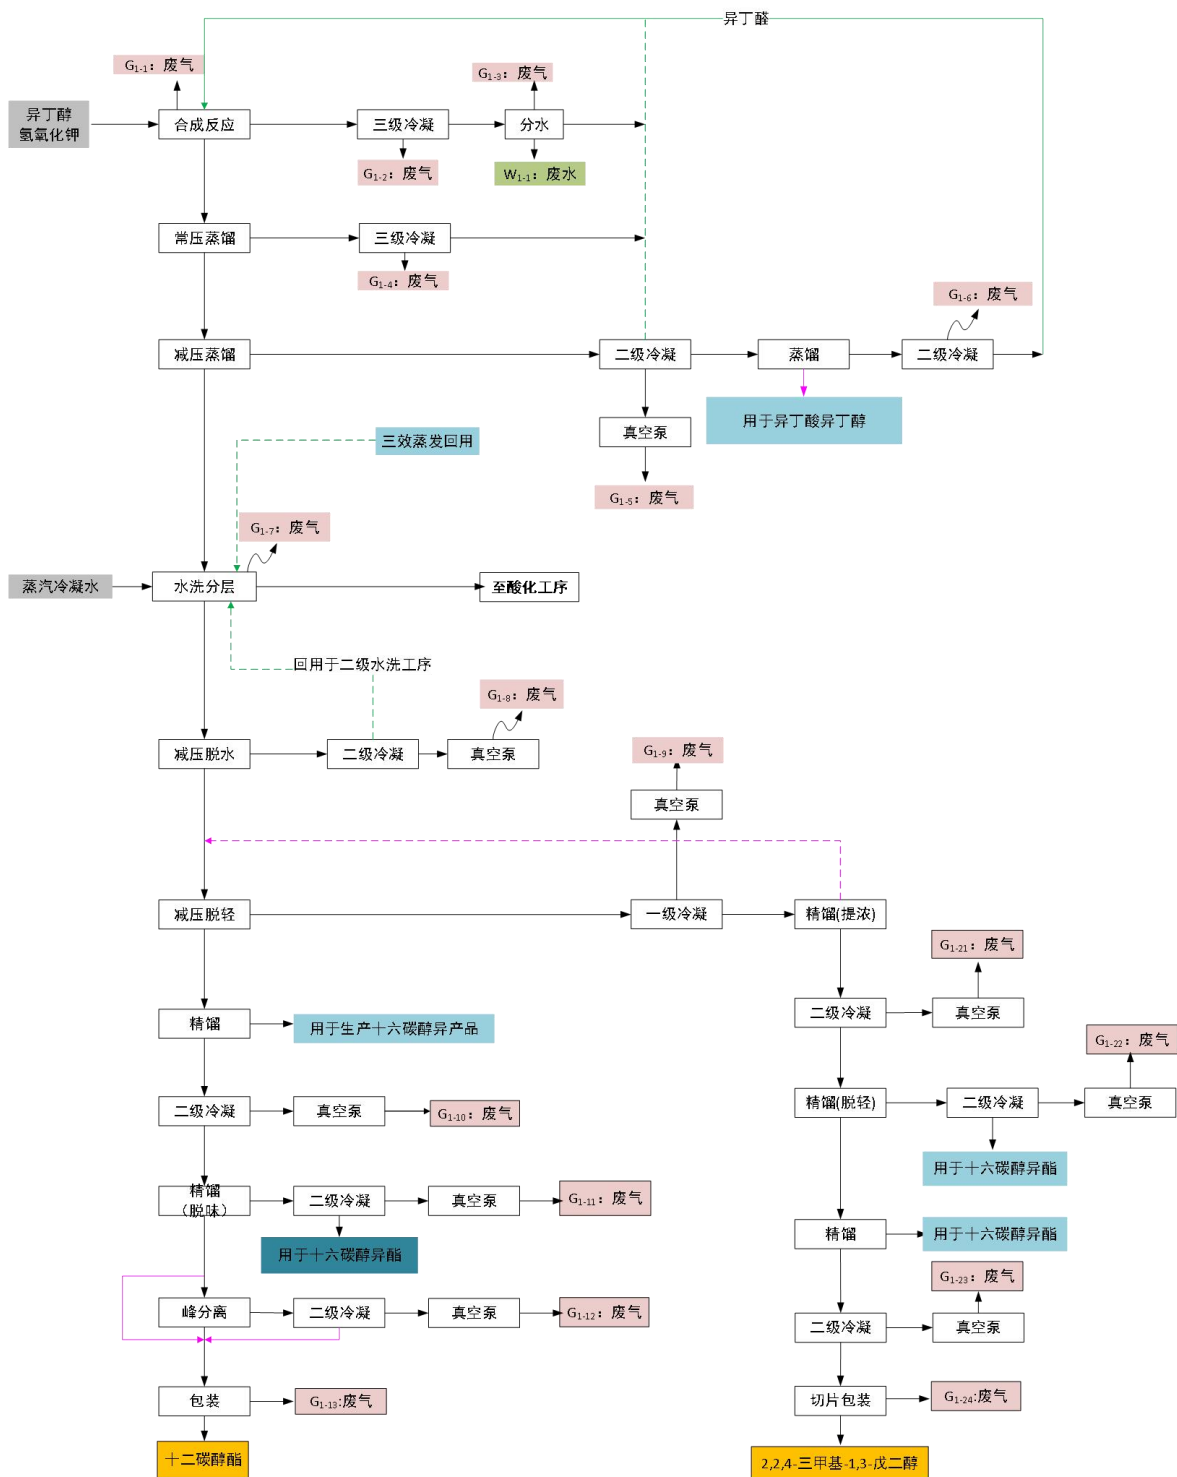 异丁醛
G1-1：废气
G1-3：废气
异丁醇
氢氧化钾
合成反应
三级冷凝
分水
G1-2：废气
W1-1：废水
常压蒸馏
三级冷凝
G1-4：废气
G1-6：废气
减压蒸馏
二级冷凝
蒸馏
二级冷凝
用于异丁酸异丁醇
真空泵
三效蒸发回用
G1-5：废气
G1-7：废气
蒸汽冷凝水
水洗分层
至酸化工序
回用于二级水洗工序
G1-8：废气
减压脱水
二级冷凝
真空泵
G1-9：废气
真空泵
减压脱轻
一级冷凝
精馏(提浓)
G1-21：废气
精馏
用于生产十六碳醇异产品
二级冷凝
真空泵
G1-22：废气
二级冷凝
真空泵
G1-10：废气
精馏(脱轻)
二级冷凝
真空泵
用于十六碳醇异酯
精馏
（脱味）
二级冷凝
真空泵
G1-11：废气
用于十六碳醇异酯
精馏
用于十六碳醇异酯
G1-23：废气
峰分离
二级冷凝
真空泵
G1-12：废气
二级冷凝
真空泵
包装
G1-13:废气
切片包装
G1-24:废气
十二碳醇酯
2,2,4-三甲基-1,3-戊二醇